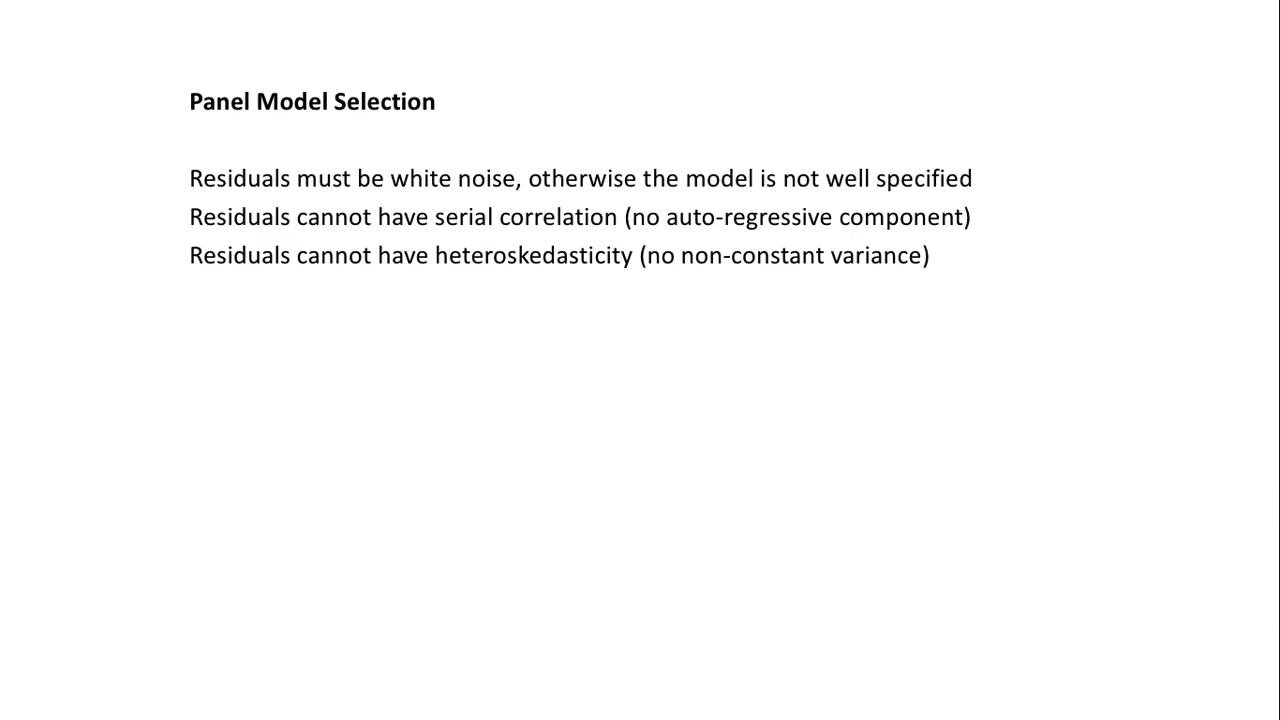 Panel Model Selection
Residuals must be white noise, otherwise the model is not well specified
Residuals cannot have serial correlation (no auto-regressive component)
Residuals cannot have heteroskedasticity (no non-constant variance)